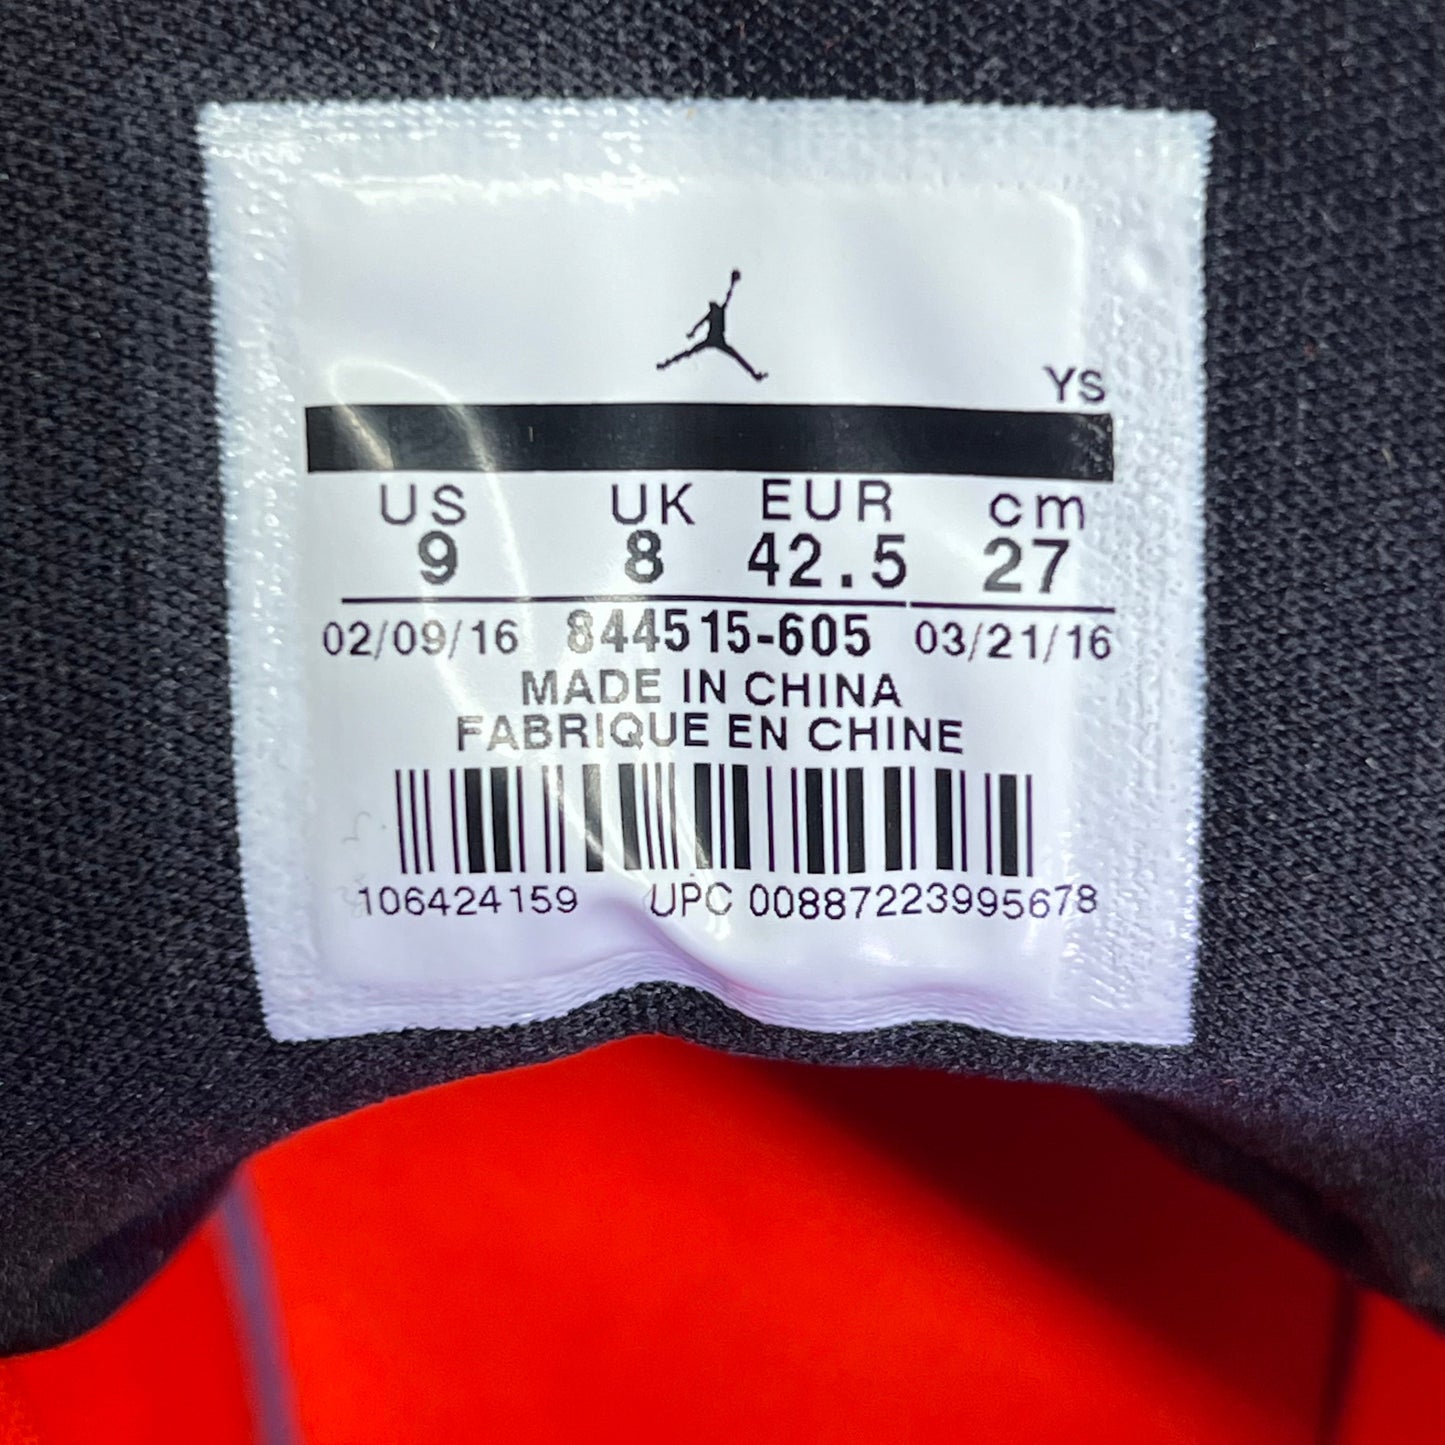 YS
US UK EUR cm
9 8 42.5 27
02/09/16 844515-605 03/21/16
MADE IN CHINA
FABRIQUE EN CHINE
106424159 UPC 00887223995678